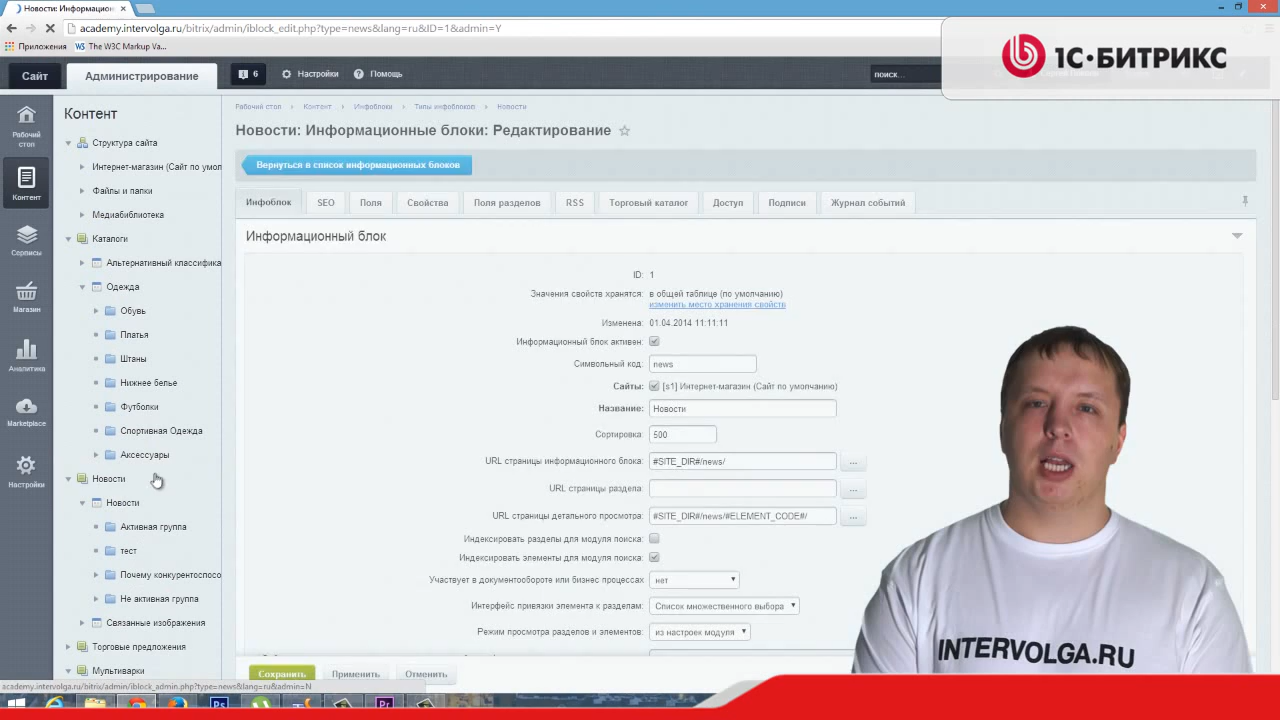 Новости: Информацион
academy.intervolga.ru/bitrix/admin/iblock_edit.php?type=news&lang=ru&ID=1&admin=Y
Приложения
The W3C Markup Va...
1С·БИТРИКС
Сайт
Администрирование
6
Настройки
Помощь
поиск...
Рабочий стол
Контент
Сервисы
Магазин
Аналитика
Marketplace
Настройки
Контент
Структура сайта
Интернет-магазин (Сайт по умол
Файлы и папки
Медиабиблиотека
Каталоги
Альтернативный классифика
Одежда
Обувь
Платья
Штаны
Нижнее белье
Футболки
Спортивная Одежда
Аксессуары
Новости
Новости
Активная группа
тест
Почему конкурентоспосо
Не активная группа
Связанные изображения
Торговые предложения
Мультиварки
Рабочий стол Контент Инфоблоки Типы инфоблоков Новости
Новости: Информационные блоки: Редактирование
Вернуться в список информационных блоков
Инфоблок SEO Поля Свойства Поля разделов RSS Торговый каталог Доступ Подписи Журнал событий
Информационный блок
ID: 1
Значения свойств хранятся: в общей таблице (по умолчанию)
изменить место хранения свойств
Изменена: 01.04.2014 11:11:11
Информационный блок активен:
Символьный код: news
Сайты: [s1] Интернет-магазин (Сайт по умолчанию)
Название: Новости
Сортировка: 500
URL страницы информационного блока: #SITE_DIR#/news/ ...
URL страницы раздела: ...
URL страницы детального просмотра: #SITE_DIR#/news/#ELEMENT_CODE#/ ...
Индексировать разделы для модуля поиска:
Индексировать элементы для модуля поиска:
Участвует в документообороте или бизнес процессах нет
Интерфейс привязки элемента к разделам: Список множественного выбора
Режим просмотра разделов и элементов: из настроек модуля
Сохранить Применить Отменить
INTERVOLGA.RU
academy.intervolga.ru/bitrix/admin/iblock_admin.php?type=news&lang=ru&admin=N
Ps
Pr